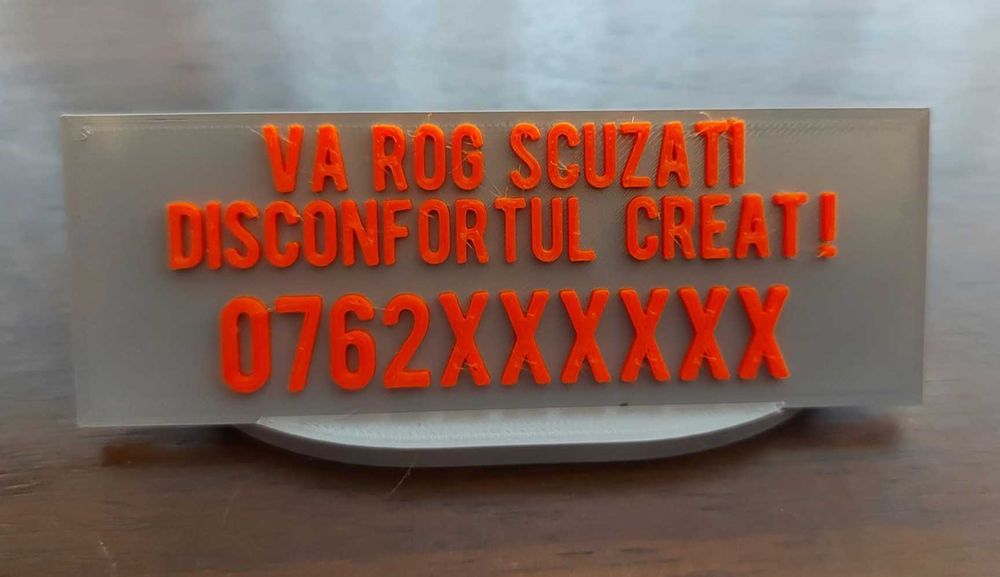 VA ROG SCUZATI
DISCONFORTUL CREAT !
0762XXXXXX